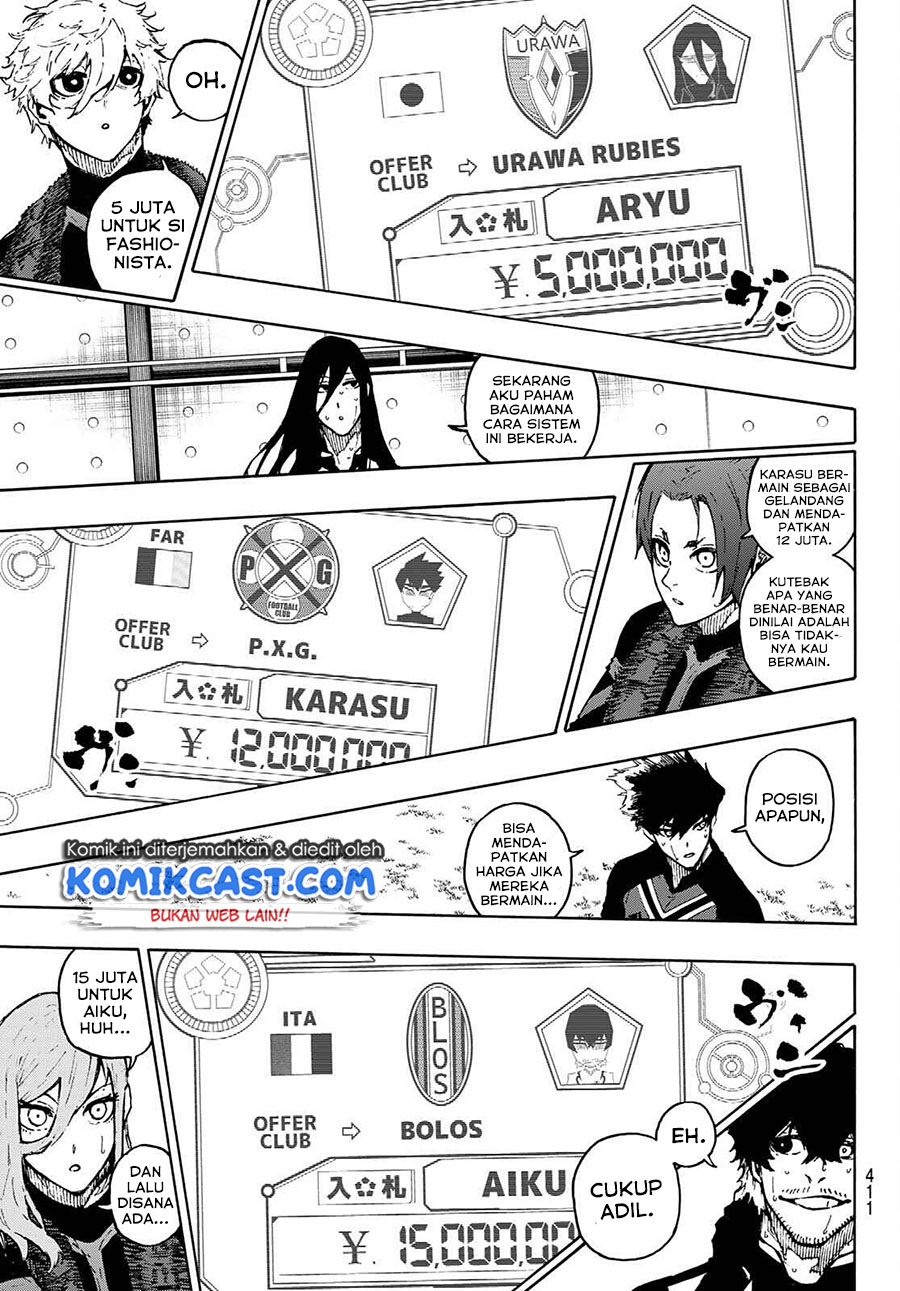 URAWA
OFFER
CLUB
⇨ URAWA RUBIES
入札
ARYU
¥. 5,000,000
OH.
5 JUTA
UNTUK SI
FASHIO-
NISTA.
SEKARANG
AKU PAHAM
BAGAIMANA
CARA SISTEM
INI BEKERJA.
KARASU BER-
MAIN SEBAGAI
GELANDANG
DAN MENDA-
PATKAN
12 JUTA.
KUTEBAK
APA YANG
BENAR-BENAR
DINILAI ADALAH
BISA TIDAK-
NYA KAU
BERMAIN.
FAR
P X G
FOOTBALL
CLUB
OFFER
CLUB
⇨ P.X.G.
入札
KARASU
¥. 12,000,000
POSISI
APAPUN,
BISA
MENDA-
PATKAN
HARGA JIKA
MEREKA
BERMAIN...
Komik ini diterjemahkan & diedit oleh
KOMIKCAST.COM
BUKAN WEB LAIN!!
ITA
BLOS
OFFER
CLUB
⇨ BOLOS
入札
AIKU
¥. 15,000,00
EH.
CUKUP
ADIL.
15 JUTA
UNTUK
AIKU,
HUH...
DAN
LALU
DISANA
ADA...
411